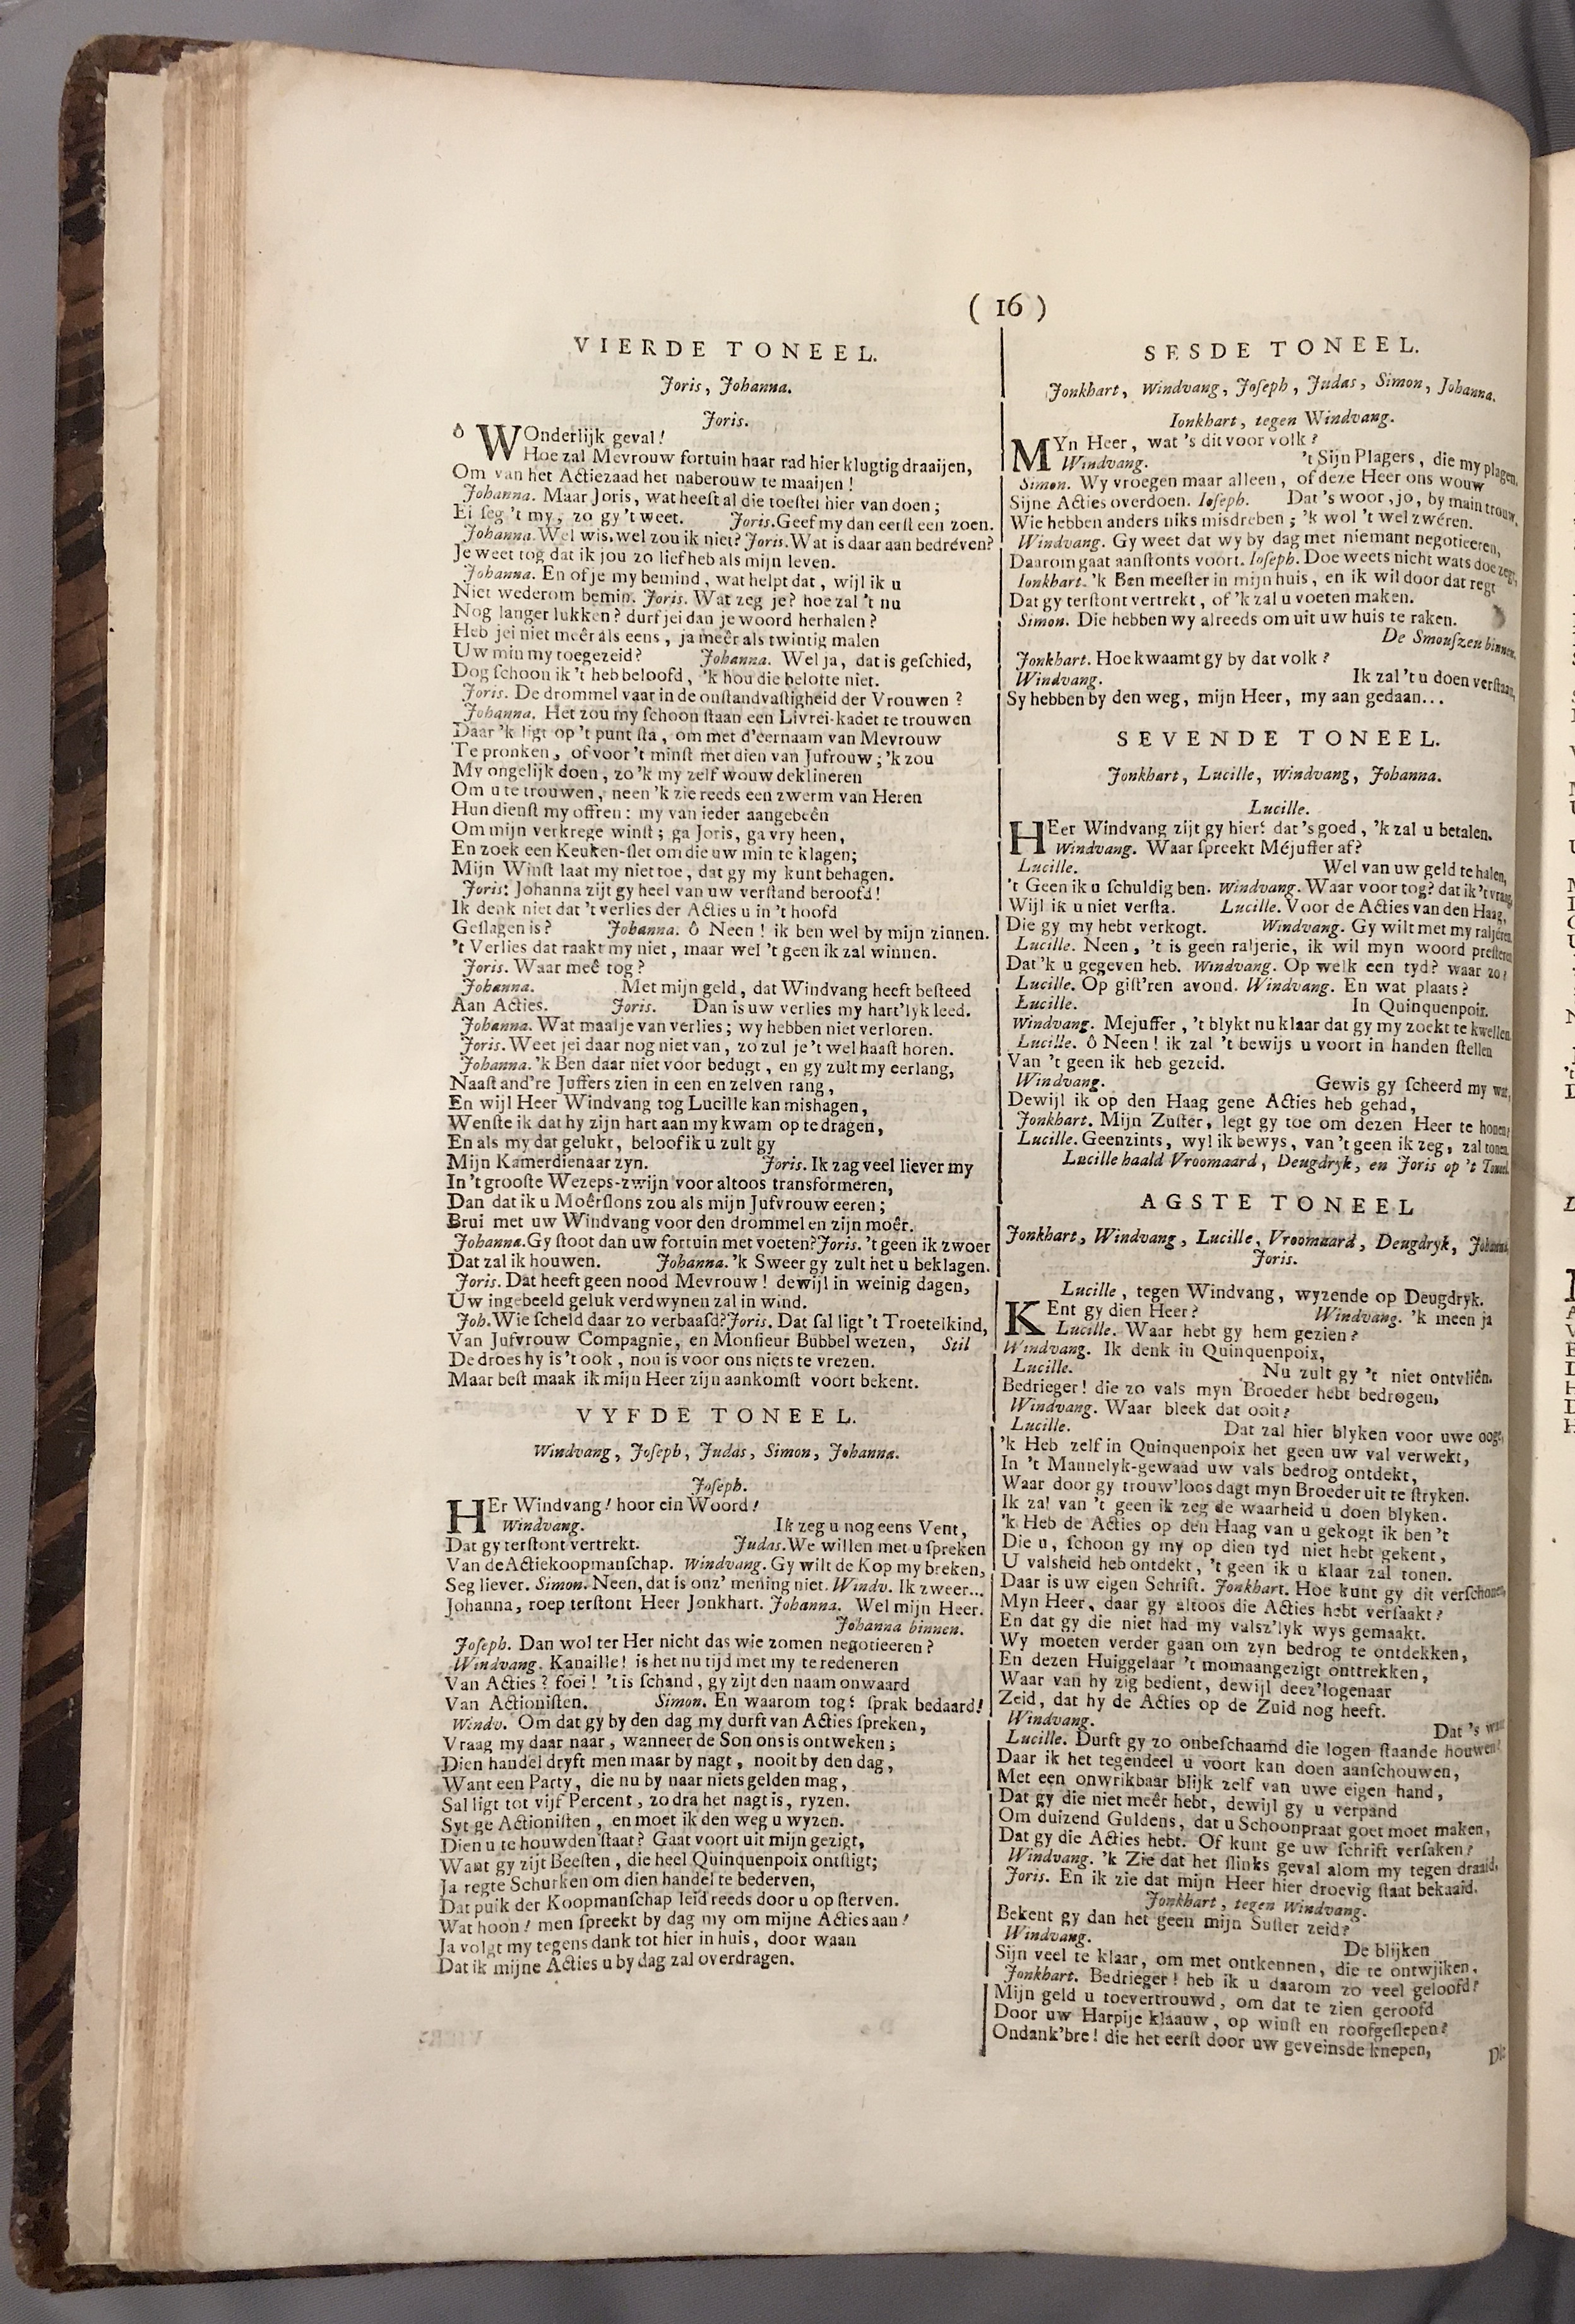 ( 16 )
VIERDE TONEEL.
Joris, Johanna.
Joris.
ô WOnderlijk geval!
Hoe zal Mevrouw fortuin haar rad hier klugtig draaijen,
Om van het Actiezaad het naberouw te maaijen!
Johanna. Maar Joris, wat heeft al die toestel hier van doen;
Ei seg 't my, zo gy 't weet. Joris. Geef my dan eerst een zoen.
Johanna. Wel wis, wel zou ik niet? Joris. Wat is daar aan bedréven?
Je weet tog dat ik jou zo lief heb als mijn leven.
Johanna. En of je my bemind, wat helpt dat, wijl ik u
Niet wederom bemin. Joris. Wat zeg je? hoe zal 't nu
Nog langer lukken? durf jei dan je woord herhalen?
Heb jei niet meêr als eens, ja meêr als twintig malen
Uw min my toegezeid? Johanna. Wel ja, dat is geschied,
Dog schoon ik 't heb beloofd, 'k hou die belofte niet.
Joris. De drommel vaar in de onstandvastigheid der Vrouwen?
Johanna. Het zou my schoon staan een Livrei-kadet te trouwen
Daar 'k ligt op 't punt sta, om met d'eernaam van Mevrouw
Te pronken, of voor 't minst met dien van Jufrouw; 'k zou
My ongelijk doen, zo 'k my zelf wouw deklineren
Om u te trouwen, neen 'k zie reeds een zwerm van Heren
Hun dienst my offren: my van ieder aangebeên
Om mijn verkrege winst; ga Joris, ga vry heen,
En zoek een Keuken-slet om die uw min te klagen;
Mijn Winst laat my niet toe, dat gy my kunt behagen.
Joris: Johanna zijt gy heel van uw verstand beroofd!
Ik denk niet dat 't verlies der Acties u in 't hoofd
Geslagen is? Johanna. ô Neen! ik ben wel by mijn zinnen.
't Verlies dat raakt my niet, maar wel 't geen ik zal winnen.
Joris. Waar meê tog?
Johanna. Met mijn geld, dat Windvang heeft besteed
Aan Acties. Joris. Dan is uw verlies my hart'lyk leed.
Johanna. Wat maal je van verlies; wy hebben niet verloren.
Joris. Weet jei daar nog niet van, zo zul je 't wel haast horen.
Johanna. 'k Ben daar niet voor bedugt, en gy zult my eerlang,
Naast and're Juffers zien in een en zelven rang,
En wijl Heer Windvang tog Lucille kan mishagen,
Wenste ik dat hy zijn hart aan my kwam op te dragen,
En als my dat gelukt, beloof ik u zult gy
Mijn Kamerdienaar zyn. Joris. Ik zag veel liever my
In 't grooste Wezeps-zwijn voor altoos transformeren,
Dan dat ik u Moêrslons zou als mijn Jufvrouw eeren;
Brui met uw Windvang voor den drommel en zijn moêr.
Johanna. Gy stoot dan uw fortuin met voeten? Joris. 't geen ik zwoer
Dat zal ik houwen. Johanna. 'k Sweer gy zult het u beklagen.
Joris. Dat heeft geen nood Mevrouw! dewijl in weinig dagen,
Uw ingebeeld geluk verdwynen zal in wind.
Joh. Wie scheld daar zo verbaasd? Joris. Dat sal ligt 't Troetelkind,
Van Jufvrouw Compagnie, en Monsieur Bubbel wezen, Stil
De droes hy is 't ook, nou is voor ons niets te vrezen.
Maar best maak ik mijn Heer zijn aankomst voort bekent.
VYFDE TONEEL.
Windvang, Joseph, Judas, Simon, Johanna.
Joseph.
HEr Windvang! hoor ein Woord!
Windvang. Ik zeg u nog eens Vent,
Dat gy terstont vertrekt. Judas. We willen met u spreken
Van de Actiekoopmanschap. Windvang. Gy wilt de Kop my breken,
Seg liever. Simon. Neen, dat is onz' mening niet. Windv. Ik zweer...
Johanna, roep terstont Heer Jonkhart. Johanna. Wel mijn Heer.
Johanna binnen.
Joseph. Dan wol ter Her nicht das wie zomen negotieeren?
Windvang. Kanailie! is het nu tijd met my te redeneren
Van Acties? foei! 't is schand, gy zijt den naam onwaard
Van Actionisten. Simon. En waarom tog? sprak bedaard!
Windv. Om dat gy by den dag my durft van Acties spreken,
Vraag my daar naar, wanneer de Son ons is ontweken;
Dien handel dryft men maar by nagt, nooit by den dag,
Want een Party, die nu by naar niets gelden mag,
Sal ligt tot vijf Percent, zo dra het nagt is, ryzen.
Syt ge Actionisten, en moet ik den weg u wyzen.
Dien u te houwden staat? Gaat voort uit mijn gezigt,
Want gy zijt Beesten, die heel Quinquenpoix ontstigt;
Ja regte Schurken om dien handel te bederven,
Dat puik der Koopmanschap leid reeds door u op sterven.
Wat hoon! men spreekt by dag my om mijne Acties aan!
Ja volgt my tegens dank tot hier in huis, door waan
Dat ik mijne Acties u by dag zal overdragen.
SESDE TONEEL.
Jonkhart, Windvang, Joseph, Judas, Simon, Johanna.
Ionkhart, tegen Windvang.
MYn Heer, wat 's dit voor volk?
Windvang. 't Sijn Plagers, die my plagen.
Simon. Wy vroegen maar alleen, of deze Heer ons wouw
Sijne Acties overdoen. Ioseph. Dat 's woor, jo, by main trouw.
Wie hebben anders niks misdreben; 'k wol 't wel zwéren.
Windvang. Gy weet dat wy by dag met niemant negotieeren,
Daarom gaat aanstonts voort. Ioseph. Doe weets nicht wats doe zegt,
Ionkhart. 'k Ben meester in mijn huis, en ik wil door dat regt
Dat gy terstont vertrekt, of 'k zal u voeten maken.
Simon. Die hebben wy alreeds om uit uw huis te raken.
De Smouszen binnen.
Jonkhart. Hoe kwaamt gy by dat volk?
Windvang. Ik zal 't u doen verstaan,
Sy hebben by den weg, mijn Heer, my aan gedaan...
SEVENDE TONEEL.
Jonkhart, Lucille, Windvang, Johanna.
Lucille.
HEer Windvang zijt gy hier? dat 's goed, 'k zal u betalen.
Windvang. Waar spreekt Méjuffer af?
Lucille. Wel van uw geld te halen,
't Geen ik u schuldig ben. Windvang. Waar voor tog? dat ik 't vraag,
Wijl ik u niet versta. Lucille. Voor de Acties van den Haag,
Die gy my hebt verkogt. Windvang. Gy wilt met my raljéren.
Lucille. Neen, 't is geen raljerie, ik wil myn woord presteren
Dat 'k u gegeven heb. Windvang. Op welk een tyd? waar zo?
Lucille. Op gist'ren avond. Windvang. En wat plaats?
Lucille. In Quinquenpoix.
Windvang. Mejuffer, 't blykt nu klaar dat gy my zoekt te kwellen.
Lucille. ô Neen! ik zal 't bewijs u voort in handen stellen
Van 't geen ik heb gezeid.
Windvang. Gewis gy scheerd my wat,
Dewijl ik op den Haag gene Acties heb gehad,
Jonkhart. Mijn Zuster, legt gy toe om dezen Heer te honen?
Lucille. Geenzints, wyl ik bewys, van 't geen ik zeg, zal tonen.
Lucille haald Vroomaard, Deugdryk, en Joris op 't Toneel.
AGSTE TONEEL
Jonkhart, Windvang, Lucille, Vroomaard, Deugdryk, Johanna,
Joris.
Lucille, tegen Windvang, wyzende op Deugdryk.
KEnt gy dien Heer? Windvang. 'k meen ja
Lucille. Waar hebt gy hem gezien?
Windvang. Ik denk in Quinquenpoix,
Lucille. Nu zult gy 't niet ontvliên.
Bedrieger! die zo vals myn Broeder hebt bedrogen,
Windvang. Waar bleek dat ooit?
Lucille. Dat zal hier blyken voor uwe ooge,
'k Heb zelf in Quinquenpoix het geen uw val verwekt,
In 't Mannelyk-gewaad uw vals bedrog ontdekt,
Waar door gy trouw'loos dagt myn Broeder uit te stryken.
Ik zal van 't geen ik zeg de waarheid u doen blyken.
'k Heb de Acties op den Haag van u gekogt ik ben 't
Die u, schoon gy my op dien tyd niet hebt gekent,
U valsheid heb ontdekt, 't geen ik u klaar zal tonen.
Daar is uw eigen Schrift. Jonkhart. Hoe kunt gy dit verschonen,
Myn Heer, daar gy altoos die Acties hebt versaakt?
En dat gy die niet had my valsz'lyk wys gemaakt.
Wy moeten verder gaan om zyn bedrog te ontdekken,
En dezen Huiggelaar 't momaangezigt onttrekken,
Waar van hy zig bedient, dewijl deez'logenaar
Zeid, dat hy de Acties op de Zuid nog heeft.
Windvang. Dat 's waar
Lucille. Durft gy zo onbeschaamd die logen staande houwen?
Daar ik het tegendeel u voort kan doen aanschouwen,
Met een onwrikbaar blijk zelf van uwe eigen hand,
Dat gy die niet meêr hebt, dewijl gy u verpand
Om duizend Guldens, dat u Schoonpraat goet moet maken,
Dat gy die Acties hebt. Of kunt ge uw schrift versaken?
Windvang. 'k Zie dat het slinks geval alom my tegen draaid.
Joris. En ik zie dat mijn Heer hier droevig staat bekaaid.
Jonkhart, tegen Windvang.
Bekent gy dan het geen mijn Suster zeid?
Windvang. De blijken
Sijn veel te klaar, om met ontkennen, die te ontwjiken.
Jonkhart. Bedrieger! heb ik u daarom zo veel geloofd?
Mijn geld u toevertrouwd, om dat te zien geroofd
Door uw Harpije klaauw, op winst en roof geslepen?
Ondank'bre! die het eerst door uw geveinsde knepen,